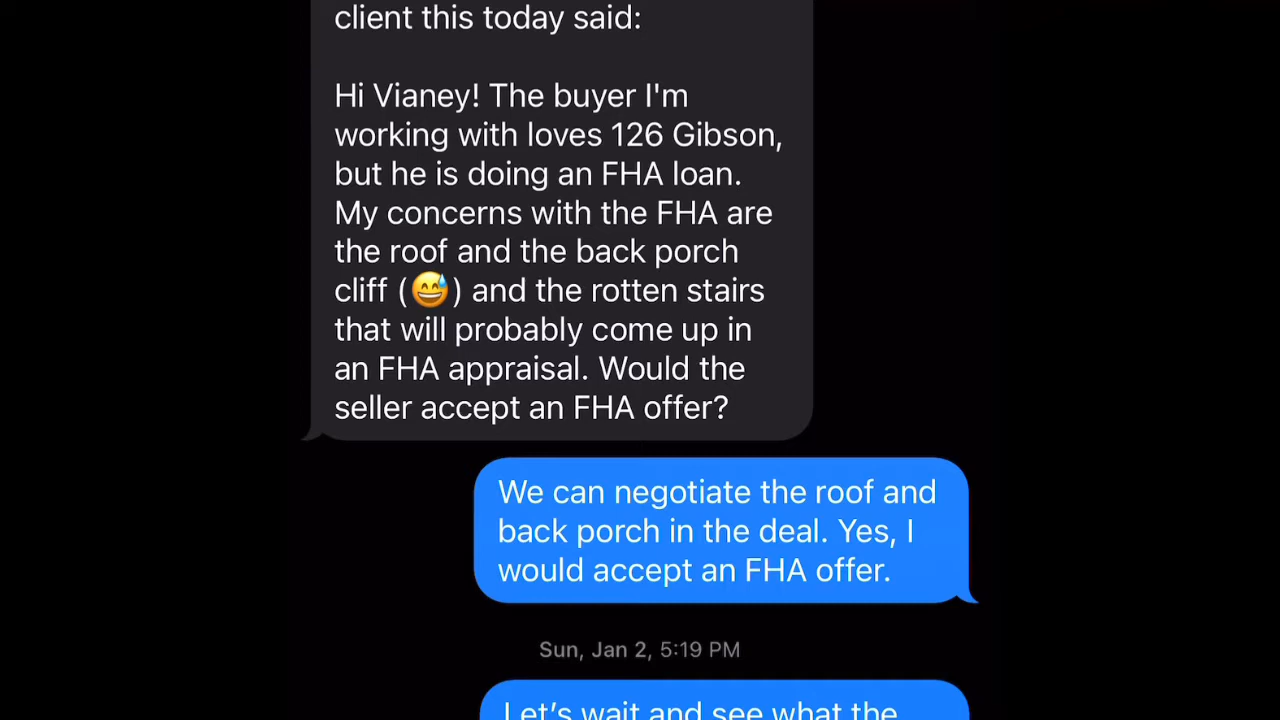 client this today said:
Hi Vianey! The buyer I'm
working with loves 126 Gibson,
but he is doing an FHA loan.
My concerns with the FHA are
the roof and the back porch
cliff (😅) and the rotten stairs
that will probably come up in
an FHA appraisal. Would the
seller accept an FHA offer?
We can negotiate the roof and
back porch in the deal. Yes, I
would accept an FHA offer.
Sun, Jan 2, 5:19 PM
Let’s wait and see what the